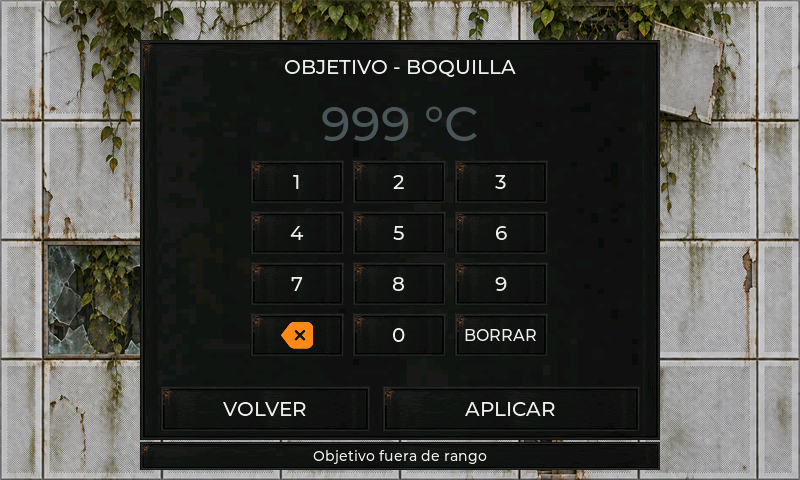 OBJETIVO - BOQUILLA
999 °C
1 2 3
4 5 6
7 8 9
0 BORRAR
VOLVER APLICAR
Objetivo fuera de rango